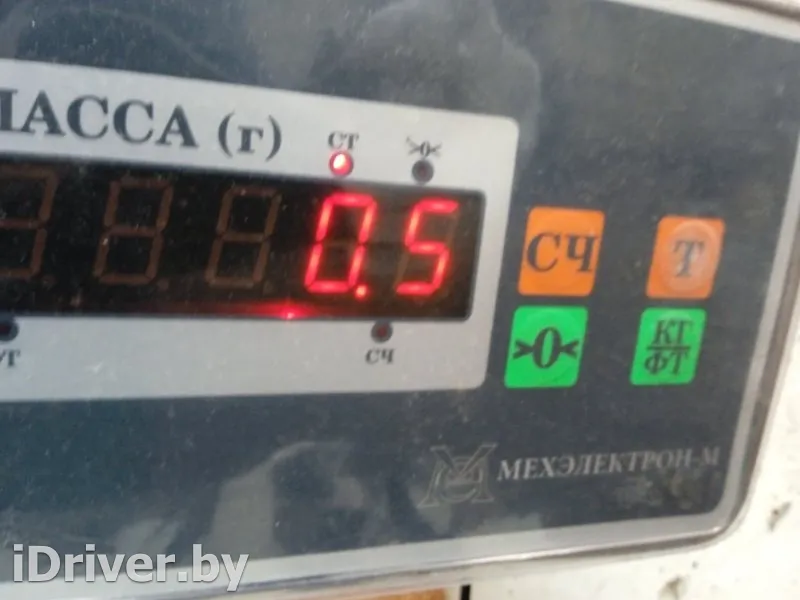 МАССА (г)
СТ >0<
0.5
СЧ Т
СЧ
>0< КГ
ФТ
МЕХЭЛЕКТРОН-М
iDriver.by